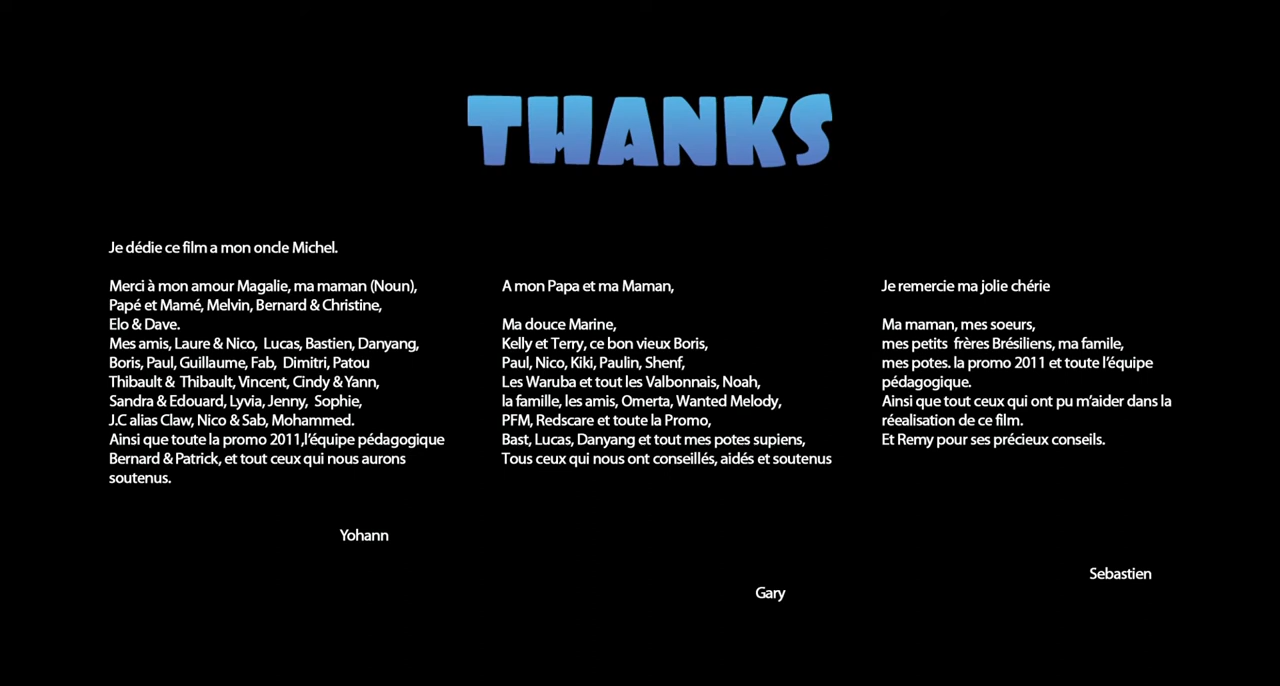 THANKS
Je dédie ce film a mon oncle Michel.
Merci à mon amour Magalie, ma maman (Noun),
Papé et Mamé, Melvin, Bernard & Christine,
Elo & Dave.
Mes amis, Laure & Nico, Lucas, Bastien, Danyang,
Boris, Paul, Guillaume, Fab, Dimitri, Patou
Thibault & Thibault, Vincent, Cindy & Yann,
Sandra & Edouard, Lyvia, Jenny, Sophie,
J.C alias Claw, Nico & Sab, Mohammed.
Ainsi que toute la promo 2011,l'équipe pédagogique
Bernard & Patrick, et tout ceux qui nous aurons
soutenus.
Yohann
A mon Papa et ma Maman,
Ma douce Marine,
Kelly et Terry, ce bon vieux Boris,
Paul, Nico, Kiki, Paulin, Shenf,
Les Waruba et tout les Valbonnais, Noah,
la famille, les amis, Omerta, Wanted Melody,
PFM, Redscare et toute la Promo,
Bast, Lucas, Danyang et tout mes potes supiens,
Tous ceux qui nous ont conseillés, aidés et soutenus
Gary
Je remercie ma jolie chérie
Ma maman, mes soeurs,
mes petits frères Brésiliens, ma famile,
mes potes. la promo 2011 et toute l'équipe
pédagogique.
Ainsi que tout ceux qui ont pu m'aider dans la
réealisation de ce film.
Et Remy pour ses précieux conseils.
Sebastien